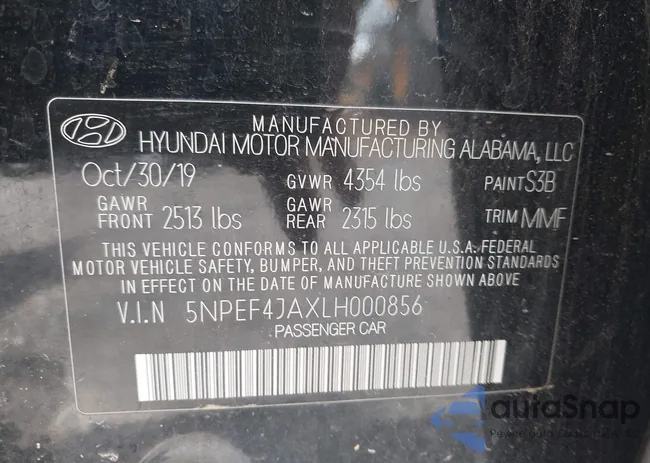 MANUFACTURED BY
HYUNDAI MOTOR MANUFACTURING ALABAMA, LLC
Oct/30/19 GVWR 4354 lbs PAINT S3B
GAWR FRONT 2513 lbs GAWR REAR 2315 lbs TRIM MMF
THIS VEHICLE CONFORMS TO ALL APPLICABLE U.S.A. FEDERAL
MOTOR VEHICLE SAFETY, BUMPER, AND THEFT PREVENTION STANDARDS
IN EFFECT ON THE DATE OF MANUFACTURE SHOWN ABOVE
V.I.N 5NPEF4JAXLH000856
PASSENGER CAR
autoSnap